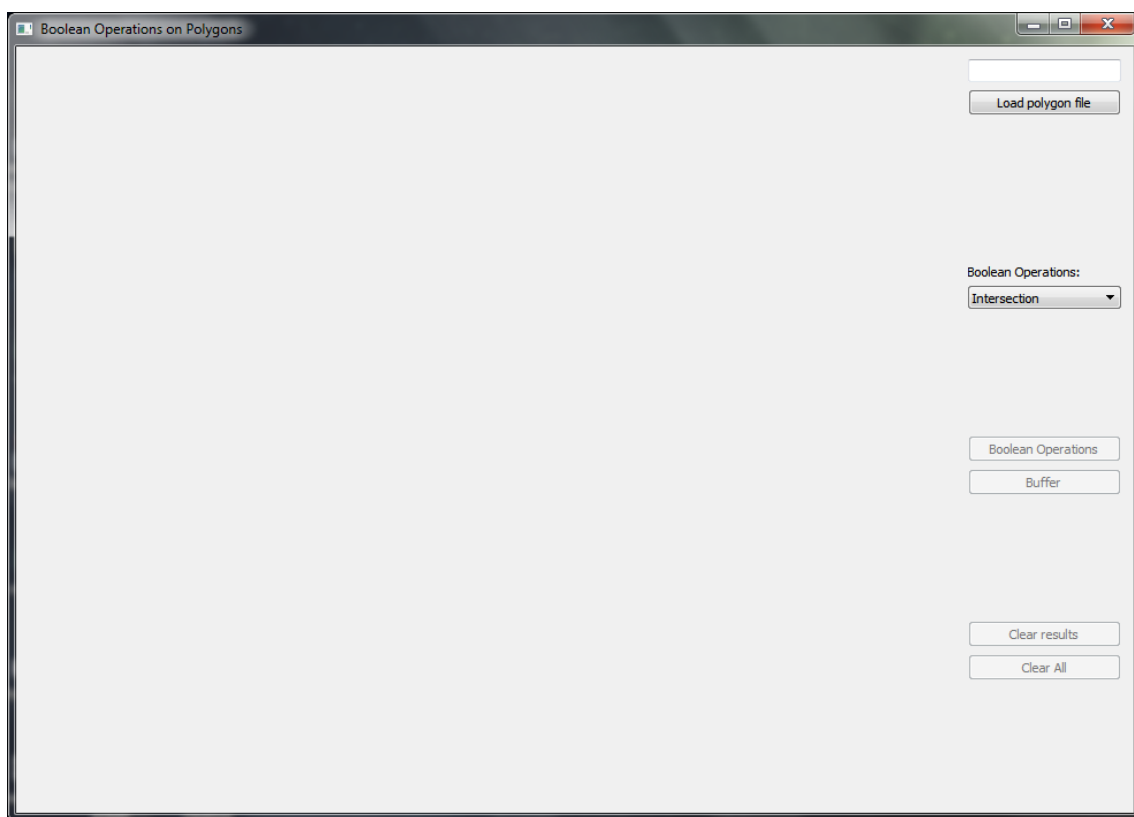 Boolean Operations on Polygons
Load polygon file
Boolean Operations:
Intersection
Boolean Operations
Buffer
Clear results
Clear All